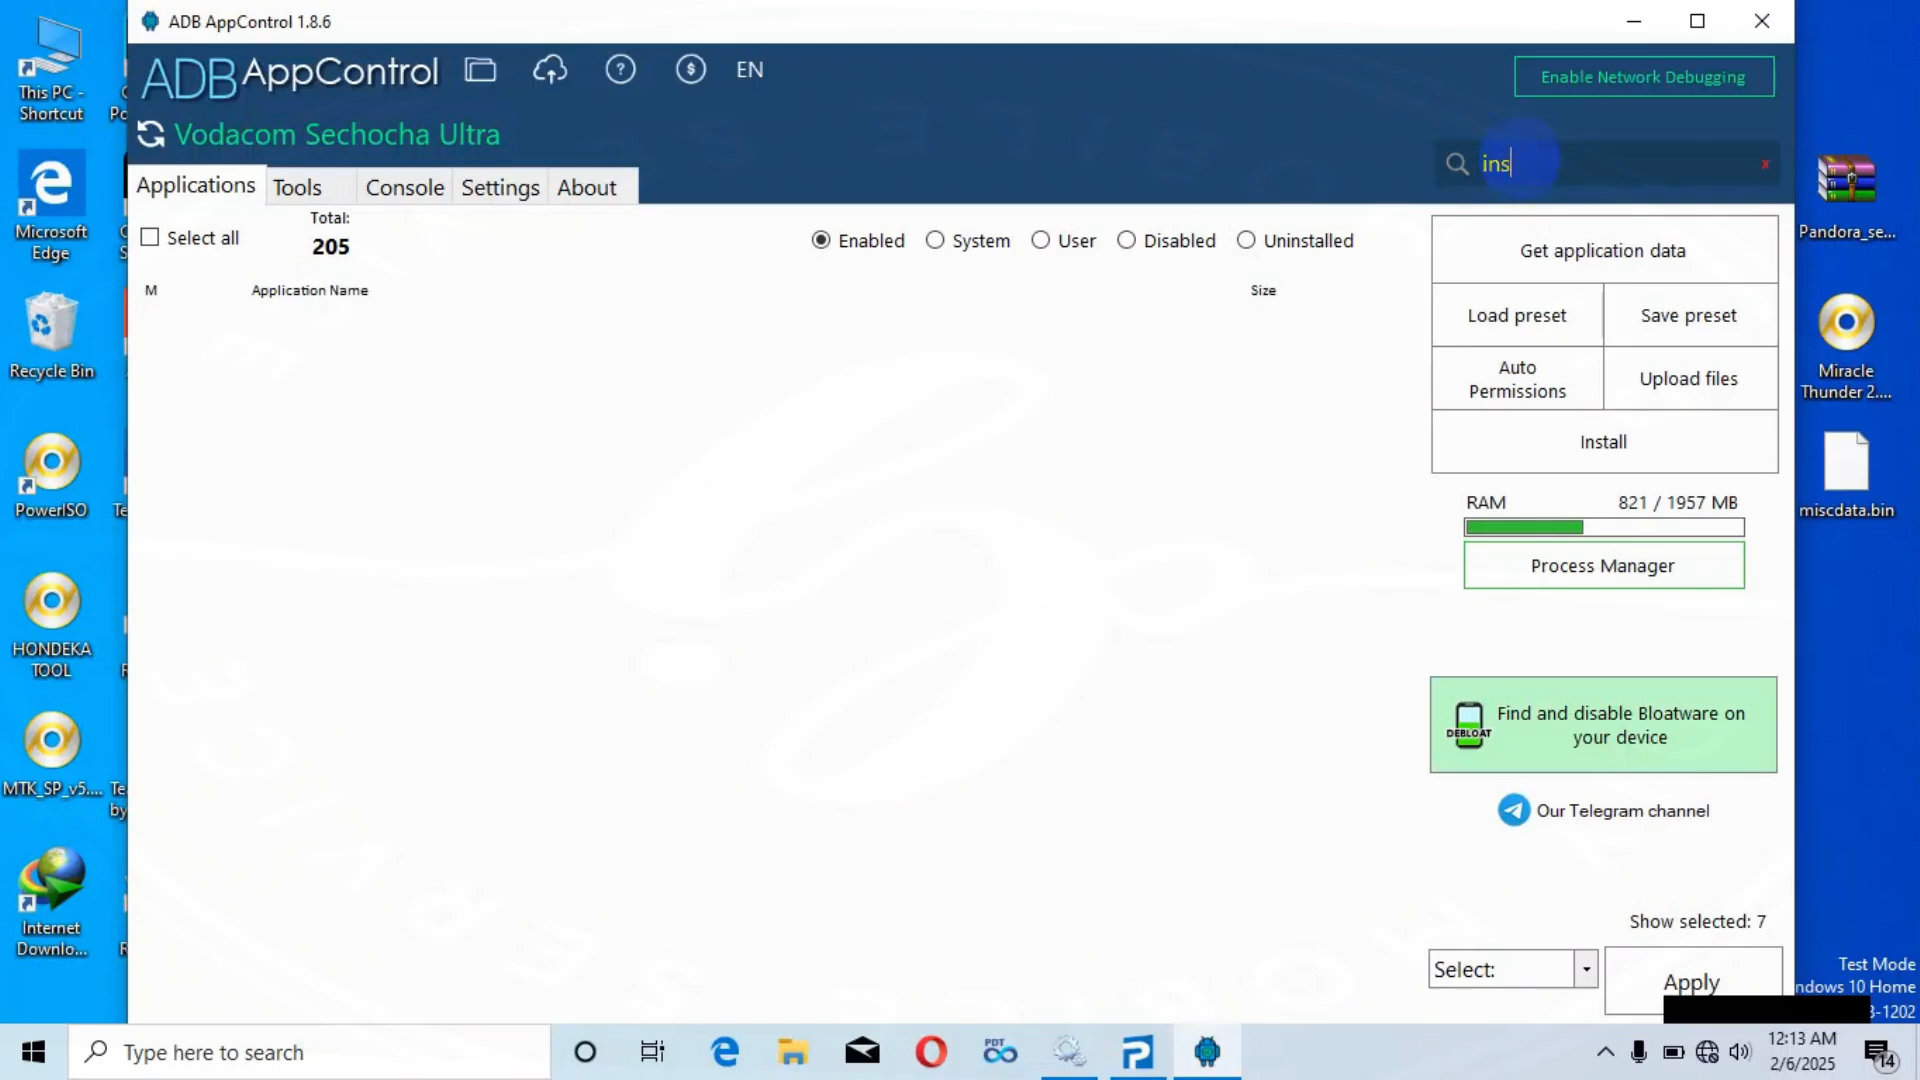 ADB AppControl 1.8.6
ADB AppControl
EN
Enable Network Debugging
Vodacom Sechocha Ultra
ins
x
Applications
Tools
Console
Settings
About
Select all
Total:
205
Enabled
System
User
Disabled
Uninstalled
M
Application Name
Size
Get application data
Load preset
Save preset
Auto
Permissions
Upload files
Install
RAM
821 / 1957 MB
Process Manager
DEBLOAT
Find and disable Bloatware on
your device
Our Telegram channel
Show selected: 7
Select:
Apply
This PC -
Shortcut
Microsoft
Edge
Recycle Bin
PowerISO
HONDEKA
TOOL
MTK_SP_v5....
Internet
Downlo...
Pandora_se...
Miracle
Thunder 2....
miscdata.bin
Test Mode
ndows 10 Home
-1202
Type here to search
PDT
12:13 AM
2/6/2025
14